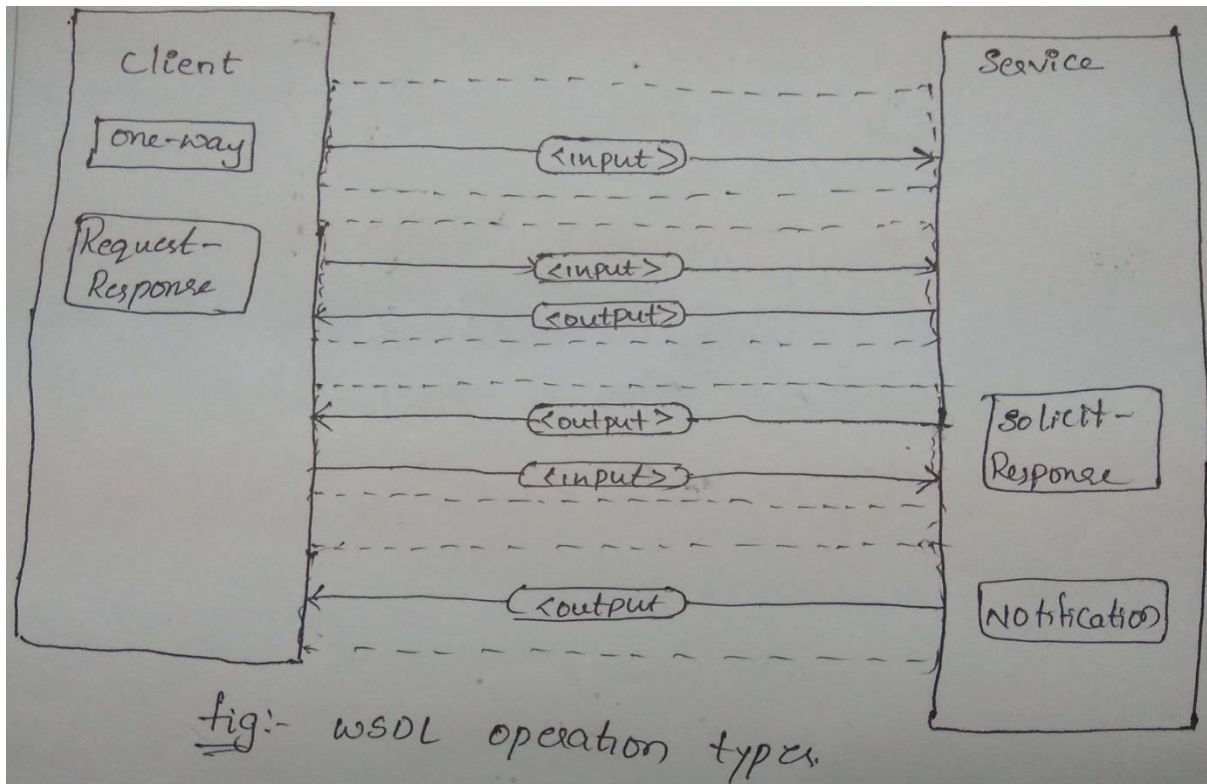 Client
Service
one-way
<input>
Request-
Response
<input>
<output>
<output>
<input>
Solicit-
Response
<output
Notification
fig:- WSDL operation types.